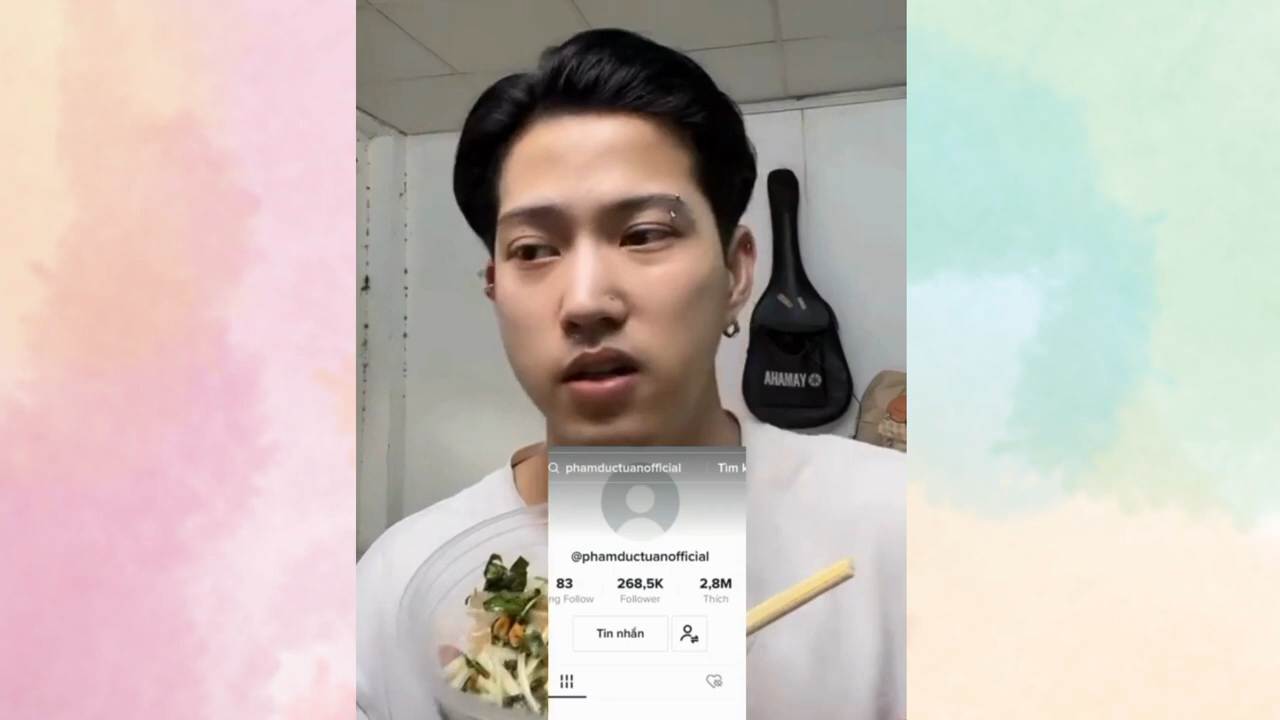 AHAMAY
phamductuanofficial Tìm k
@phamductuanofficial
83 268,5K 2,8M
ng Follow Follower Thích
Tin nhắn